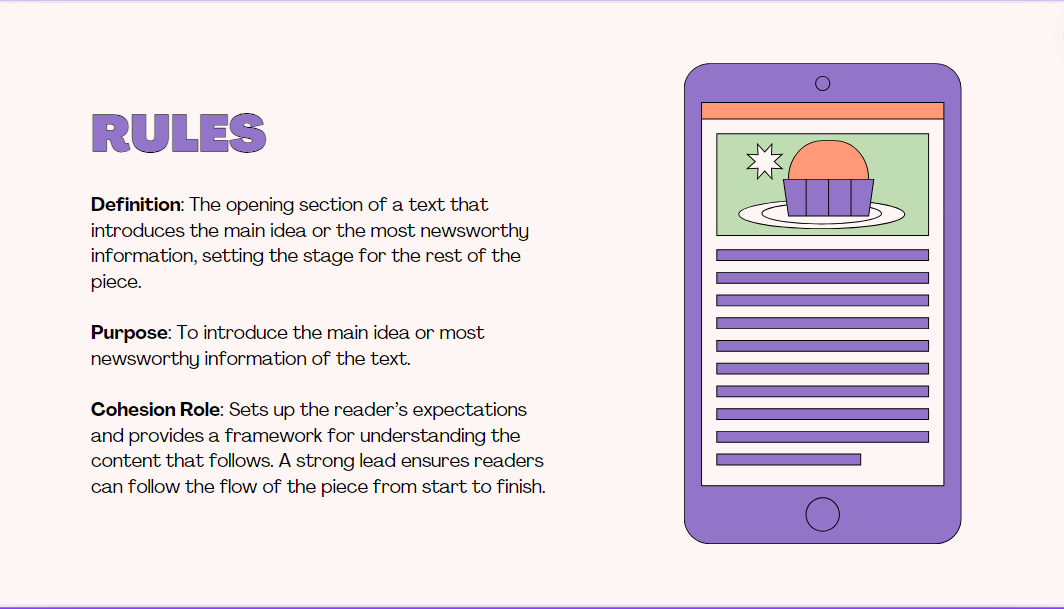 RULES
Definition: The opening section of a text that
introduces the main idea or the most newsworthy
information, setting the stage for the rest of the
piece.
Purpose: To introduce the main idea or most
newsworthy information of the text.
Cohesion Role: Sets up the reader’s expectations
and provides a framework for understanding the
content that follows. A strong lead ensures readers
can follow the flow of the piece from start to finish.